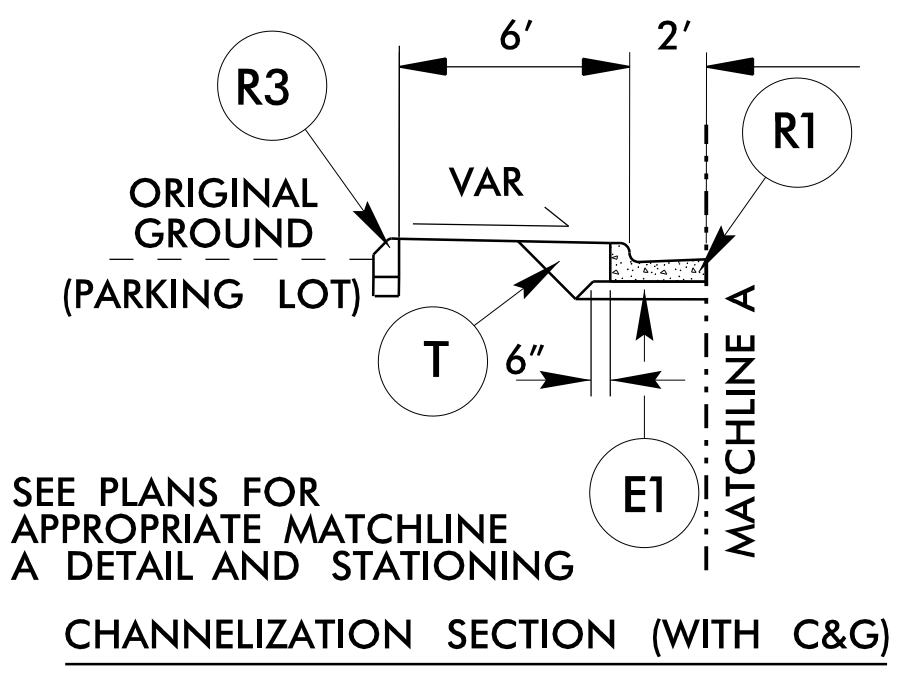 6'
2'
R3
R1
VAR
ORIGINAL
GROUND
(PARKING LOT)
T
6"
E1
MATCHLINE A
SEE PLANS FOR
APPROPRIATE MATCHLINE
A DETAIL AND STATIONING
CHANNELIZATION SECTION (WITH C&G)